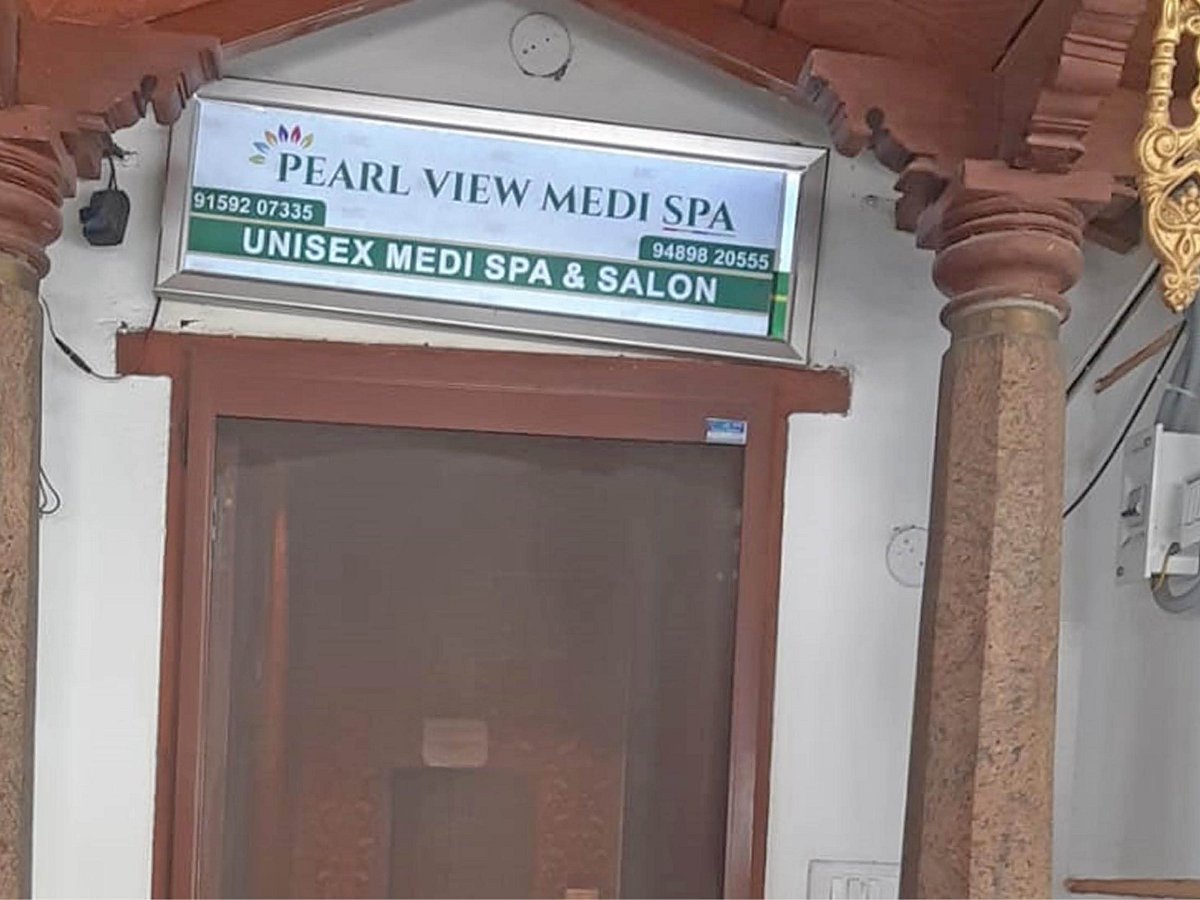 PEARL VIEW MEDI SPA
91592 07335
94898 20555
UNISEX MEDI SPA & SALON